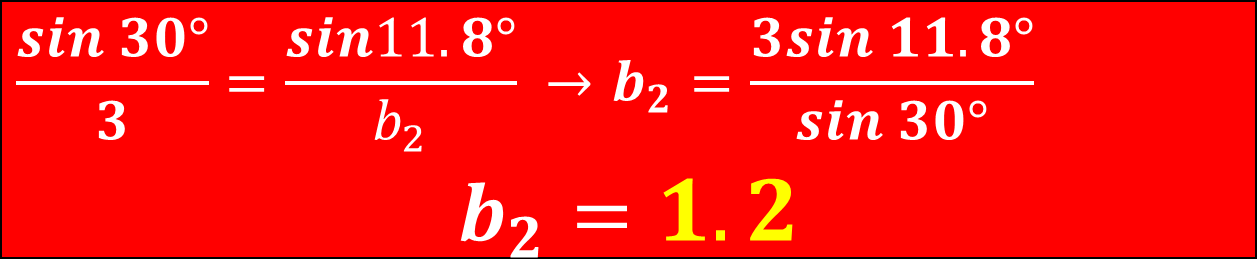 sin 30° / 3 = sin11.8° / b₂ → b₂ = 3sin 11.8° / sin 30°
b₂ = 1.2